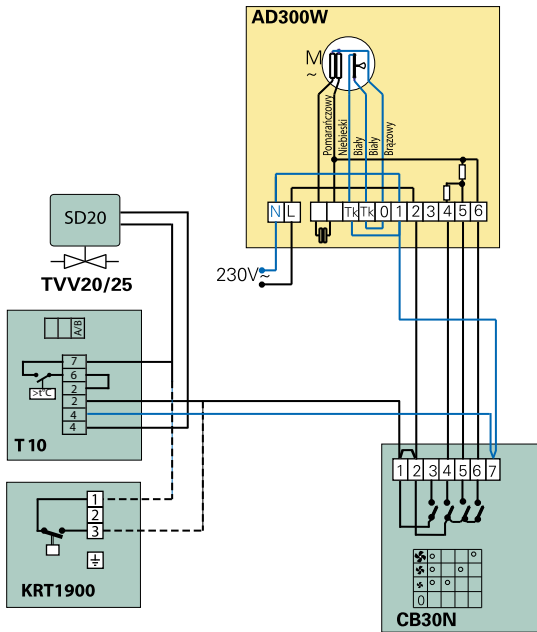 AD300W
M
~
Pomarańczowy
Niebieski
Biały
Biały
Brązowy
N L Tk Tk 0 1 2 3 4 5 6
230V~
SD20
TVV20/25
A/B
7
6
2
2
4
4
>t°C
T 10
1
2
3
KRT1900
1 2 3 4 5 6 7
0
CB30N